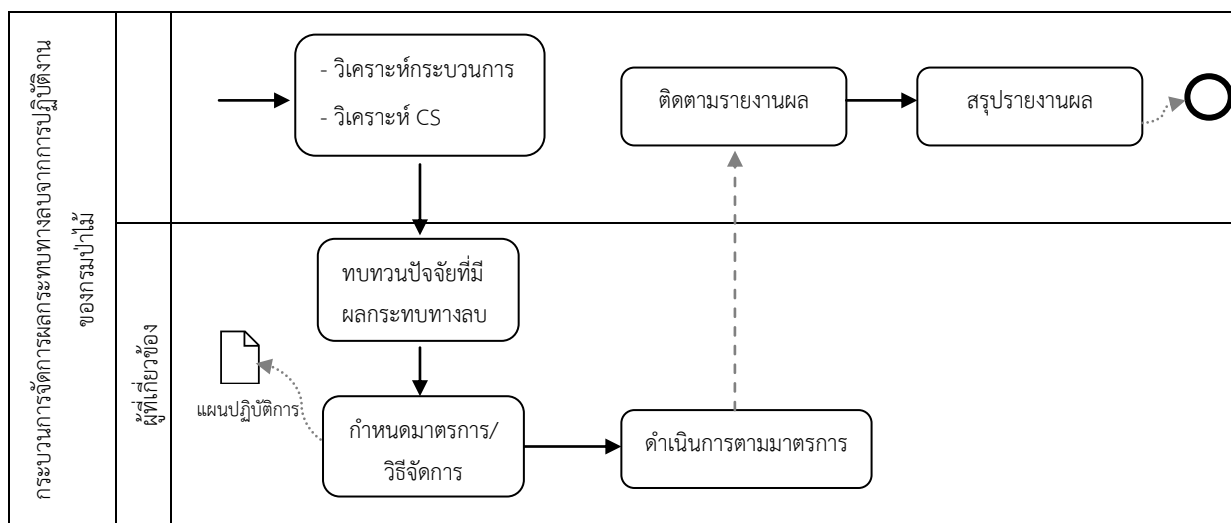 กระบวนการจัดการผลกระทบทางลบจากการปฏิบัติงาน
ของกรมป่าไม้
- วิเคราะห์กระบวนการ
- วิเคราะห์ CS
ติดตามรายงานผล
สรุปรายงานผล
ผู้ที่เกี่ยวข้อง
ทบทวนปัจจัยที่มี
ผลกระทบทางลบ
แผนปฏิบัติการ
กำหนดมาตรการ/
วิธีจัดการ
ดำเนินการตามมาตรการ